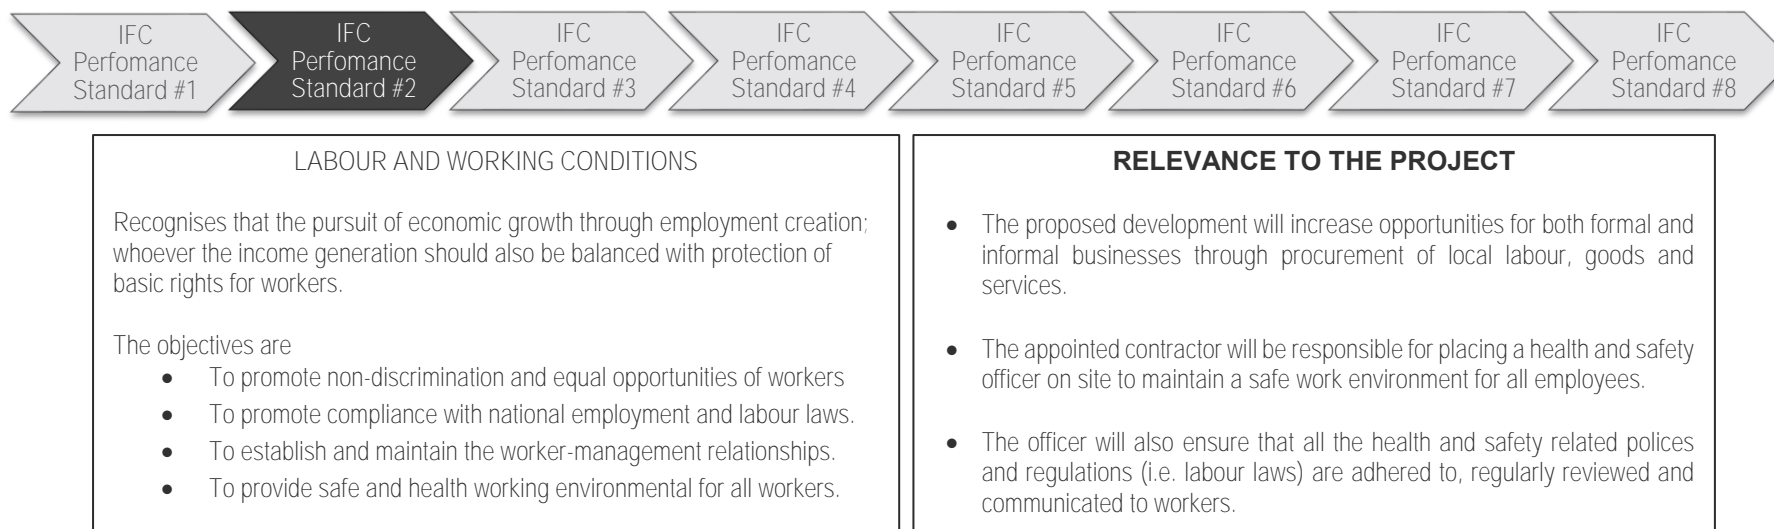 IFC
Perfomance
Standard #1
IFC
Perfomance
Standard #2
IFC
Perfomance
Standard #3
IFC
Perfomance
Standard #4
IFC
Perfomance
Standard #5
IFC
Perfomance
Standard #6
IFC
Perfomance
Standard #7
IFC
Perfomance
Standard #8
LABOUR AND WORKING CONDITIONS
Recognises that the pursuit of economic growth through employment creation;
whoever the income generation should also be balanced with protection of
basic rights for workers.
The objectives are
• To promote non-discrimination and equal opportunities of workers
• To promote compliance with national employment and labour laws.
• To establish and maintain the worker-management relationships.
• To provide safe and health working environmental for all workers.
RELEVANCE TO THE PROJECT
• The proposed development will increase opportunities for both formal and
informal businesses through procurement of local labour, goods and
services.
• The appointed contractor will be responsible for placing a health and safety
officer on site to maintain a safe work environment for all employees.
• The officer will also ensure that all the health and safety related polices
and regulations (i.e. labour laws) are adhered to, regularly reviewed and
communicated to workers.